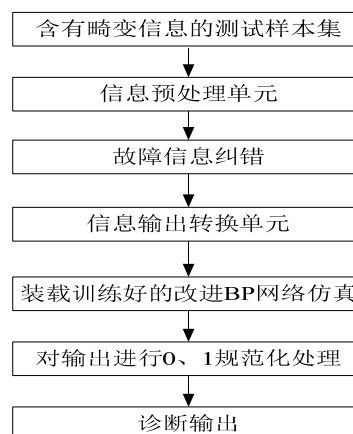 含有畸变信息的测试样本集
信息预处理单元
故障信息纠错
信息输出转换单元
装载训练好的改进BP网络仿真
对输出进行0、1规范化处理
诊断输出